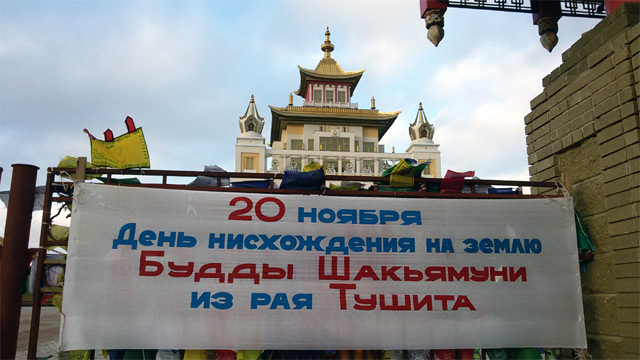 20 НОЯБРЯ
День нисхождения на землю
Будды Шакьямуни
из рая Тушита